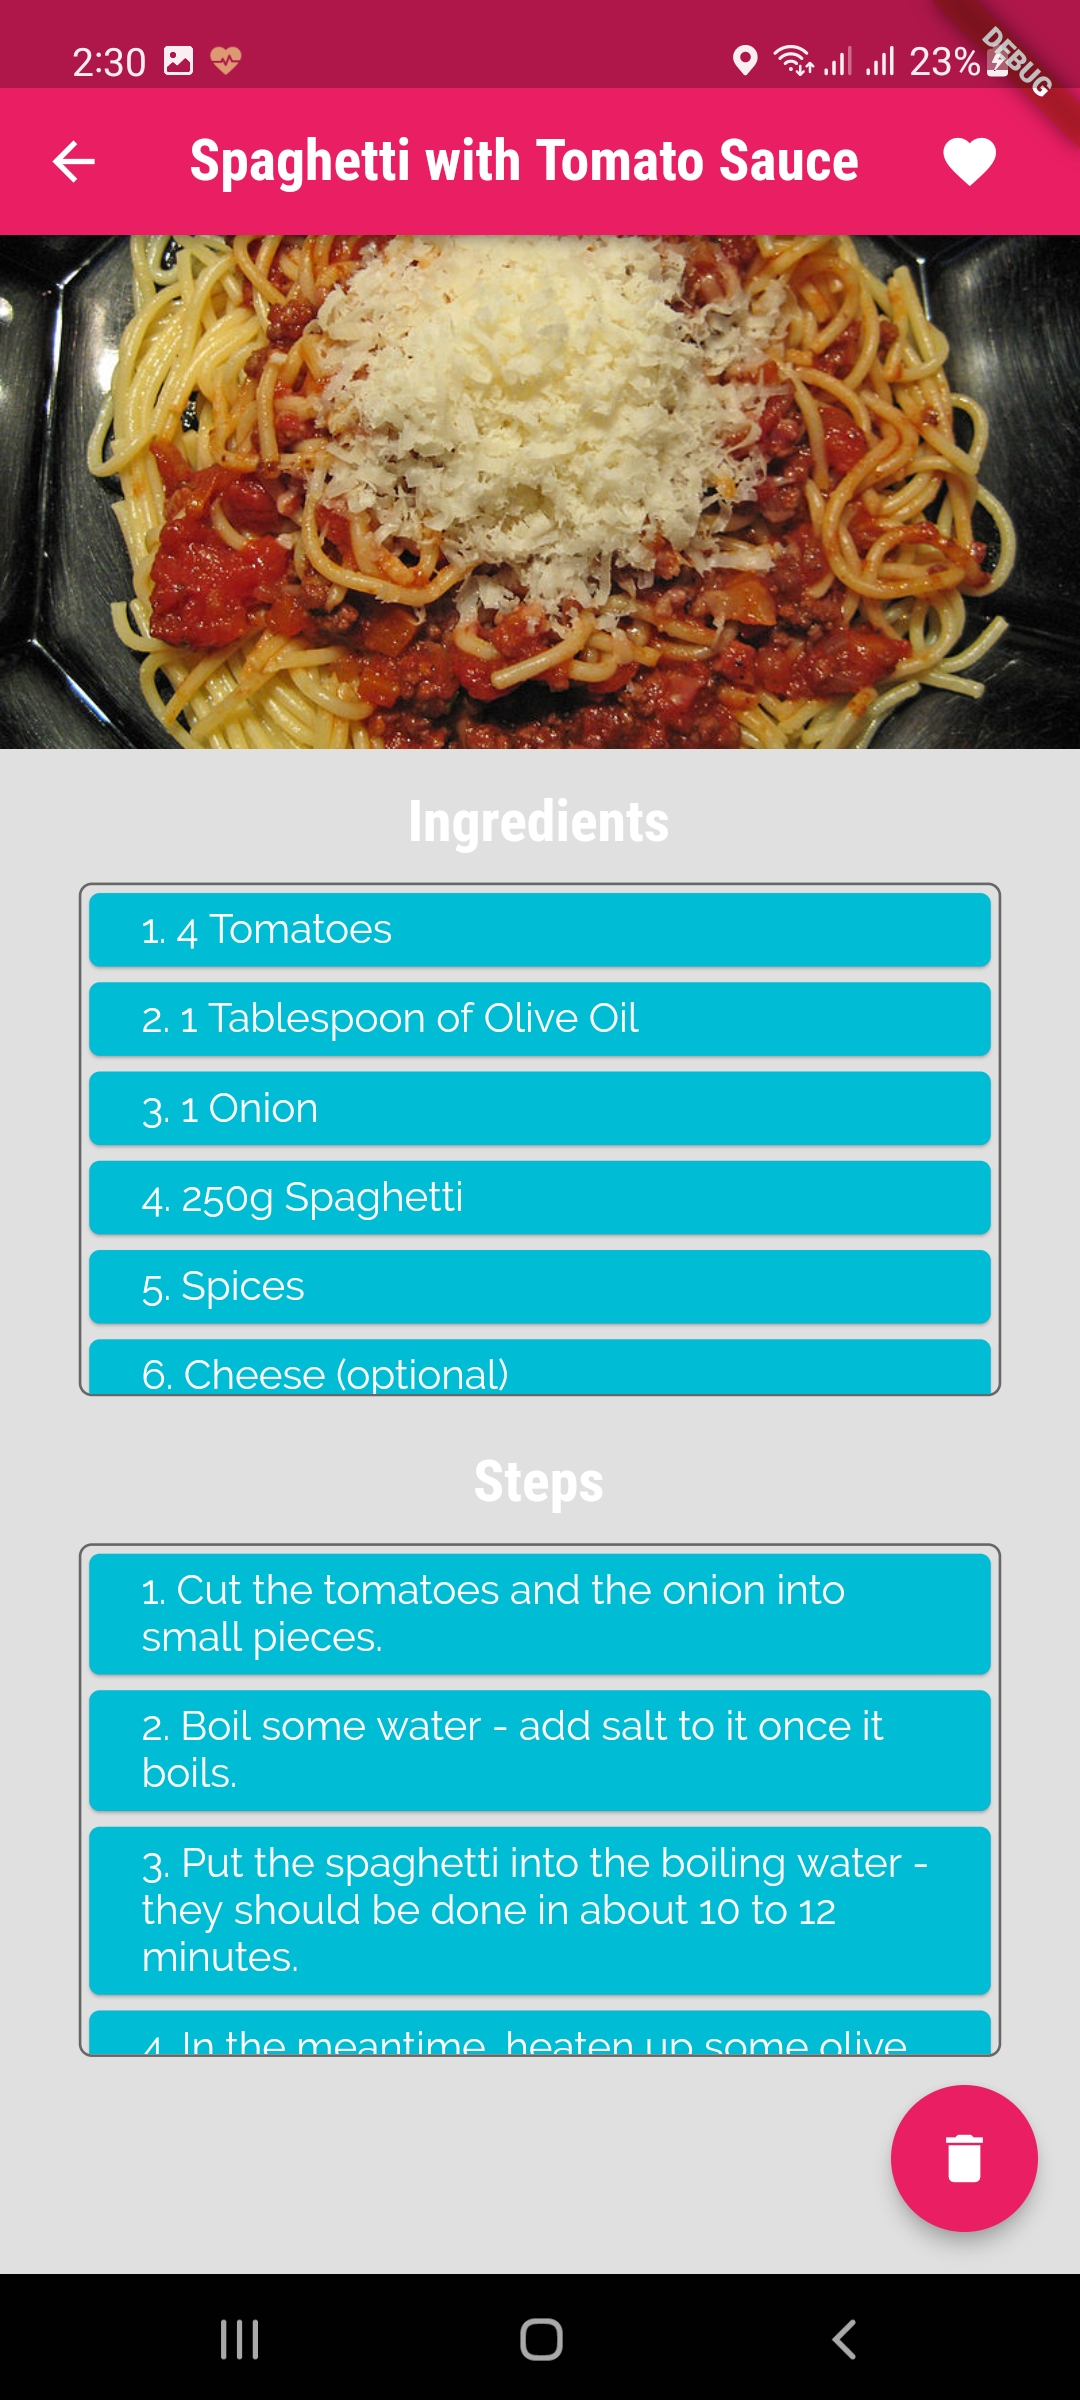 2:30
23%
DEBUG
Spaghetti with Tomato Sauce
Ingredients
1. 4 Tomatoes
2. 1 Tablespoon of Olive Oil
3. 1 Onion
4. 250g Spaghetti
5. Spices
6. Cheese (optional)
Steps
1. Cut the tomatoes and the onion into
small pieces.
2. Boil some water - add salt to it once it
boils.
3. Put the spaghetti into the boiling water -
they should be done in about 10 to 12
minutes.
4. In the meantime, heaten up some olive